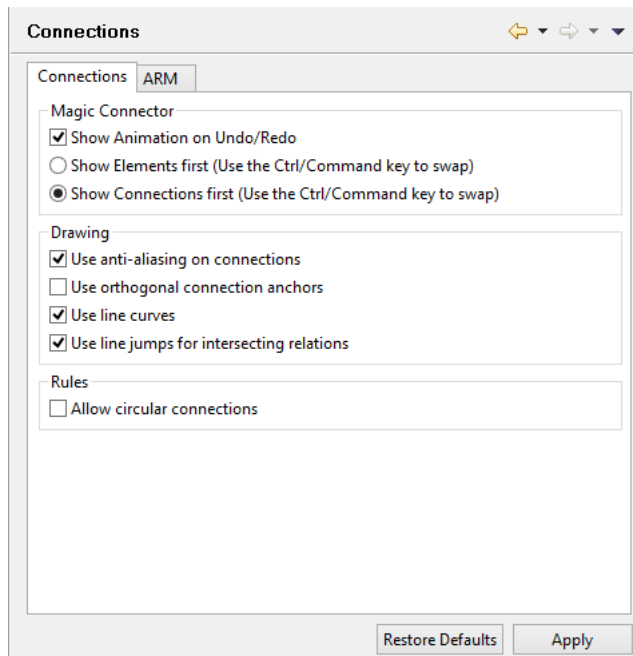 Connections
Connections ARM
Magic Connector
Show Animation on Undo/Redo
Show Elements first (Use the Ctrl/Command key to swap)
Show Connections first (Use the Ctrl/Command key to swap)
Drawing
Use anti-aliasing on connections
Use orthogonal connection anchors
Use line curves
Use line jumps for intersecting relations
Rules
Allow circular connections
Restore Defaults Apply